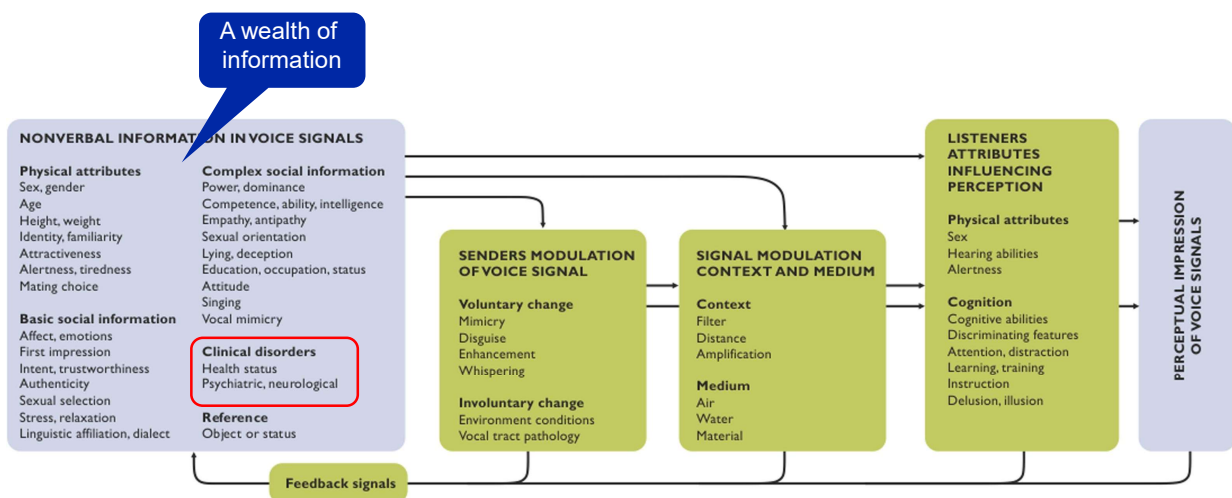 A wealth of
information
NONVERBAL INFORMATION IN VOICE SIGNALS
Physical attributes
Sex, gender
Age
Height, weight
Identity, familiarity
Attractiveness
Alertness, tiredness
Mating choice
Basic social information
Affect, emotions
First impression
Intent, trustworthiness
Authenticity
Sexual selection
Stress, relaxation
Linguistic affiliation, dialect
Complex social information
Power, dominance
Competence, ability, intelligence
Empathy, antipathy
Sexual orientation
Lying, deception
Education, occupation, status
Attitude
Singing
Vocal mimicry
Clinical disorders
Health status
Psychiatric, neurological
Reference
Object or status
SENDERS MODULATION
OF VOICE SIGNAL
Voluntary change
Mimicry
Disguise
Enhancement
Whispering
Involuntary change
Environment conditions
Vocal tract pathology
SIGNAL MODULATION
CONTEXT AND MEDIUM
Context
Filter
Distance
Amplification
Medium
Air
Water
Material
LISTENERS
ATTRIBUTES
INFLUENCING
PERCEPTION
Physical attributes
Sex
Hearing abilities
Alertness
Cognition
Cognitive abilities
Discriminating features
Attention, distraction
Learning, training
Instruction
Delusion, illusion
PERCEPTUAL IMPRESSION
OF VOICE SIGNALS
Feedback signals